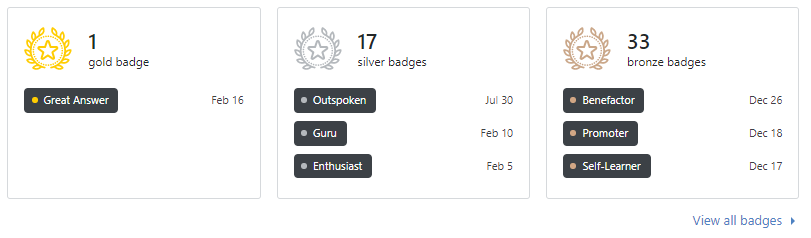 1
gold badge
Great Answer Feb 16
17
silver badges
Outspoken Jul 30
Guru Feb 10
Enthusiast Feb 5
33
bronze badges
Benefactor Dec 26
Promoter Dec 18
Self-Learner Dec 17
View all badges